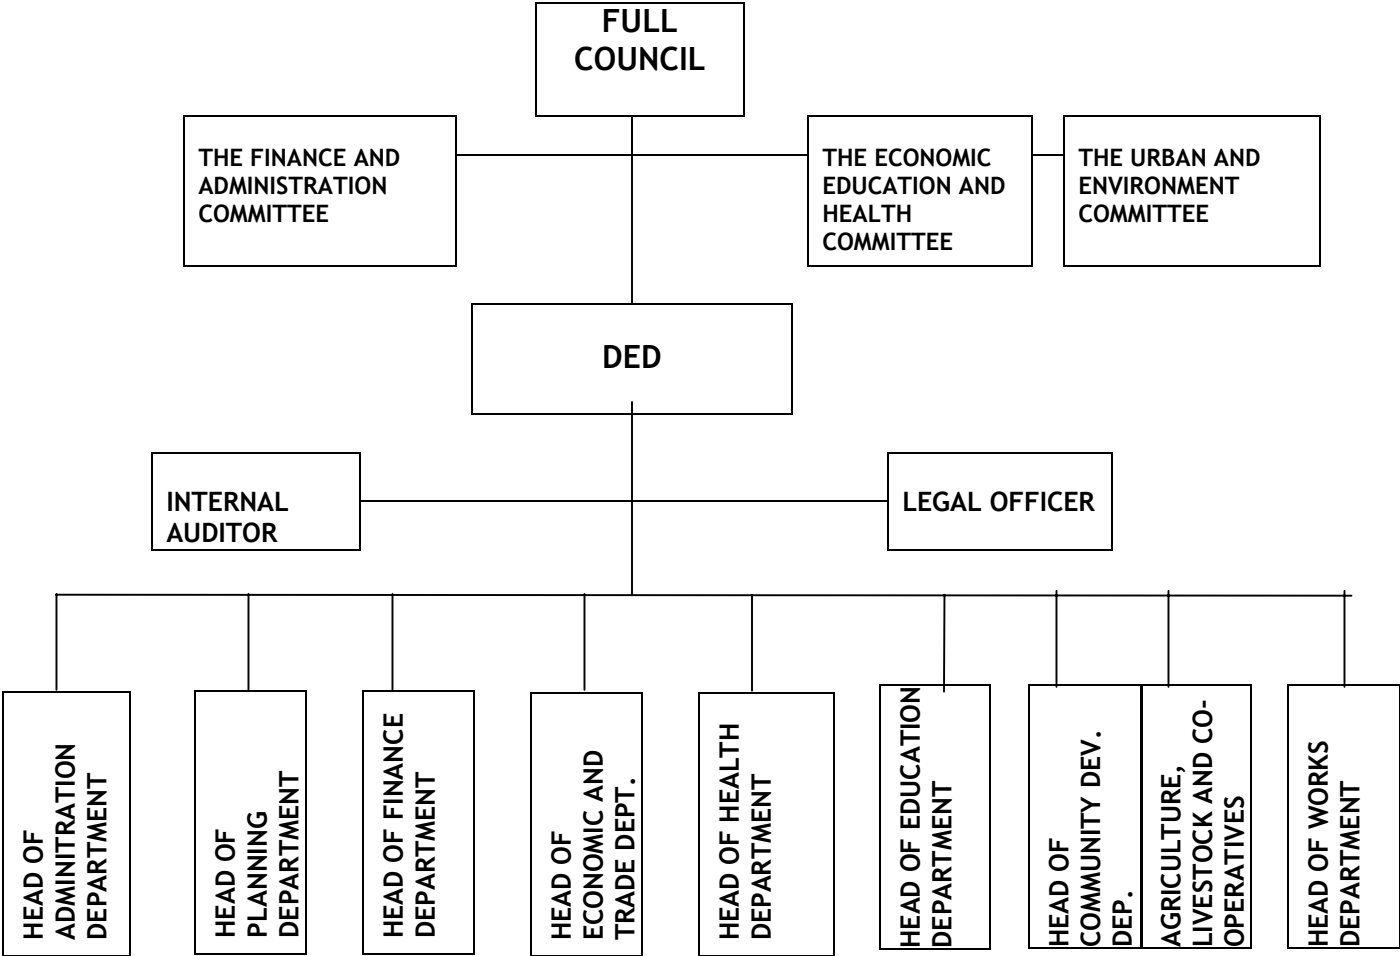 FULL
COUNCIL
THE FINANCE AND
ADMINISTRATION
COMMITTEE
THE ECONOMIC
EDUCATION AND
HEALTH
COMMITTEE
THE URBAN AND
ENVIRONMENT
COMMITTEE
DED
INTERNAL
AUDITOR
LEGAL OFFICER
HEAD OF
ADMINITRATION
DEPARTMENT
HEAD OF
PLANNING
DEPARTMENT
HEAD OF FINANCE
DEPARTMENT
HEAD OF
ECONOMIC AND
TRADE DEPT.
HEAD OF HEALTH
DEPARTMENT
HEAD OF EDUCATION
DEPARTMENT
HEAD OF
COMMUNITY DEV.
DEP.
AGRICULTURE,
LIVESTOCK AND CO-
OPERATIVES
HEAD OF WORKS
DEPARTMENT